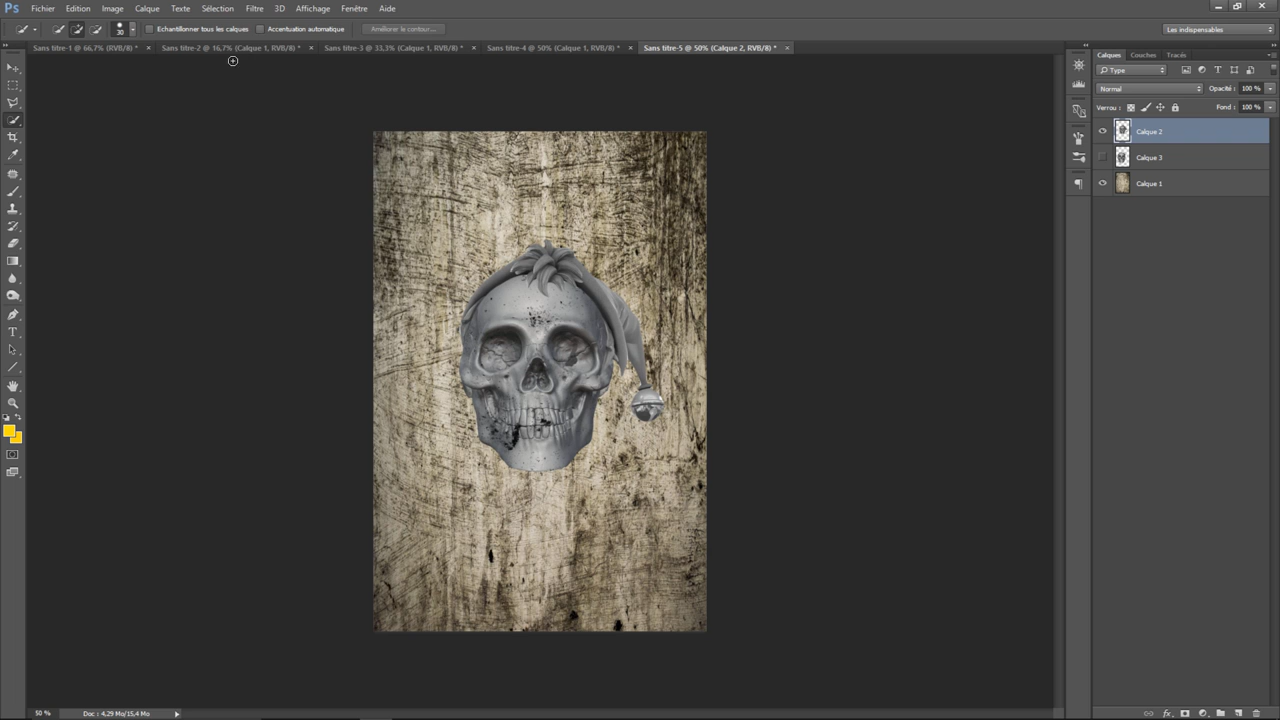 Ps Fichier Edition Image Calque Texte Sélection Filtre 3D Affichage Fenêtre Aide
30 Echantillonner tous les calques Accentuation automatique Améliorer le contour... Les indispensables
Sans titre-1 @ 66,7% (RVB/8) * × Sans titre-2 @ 16,7% (Calque 1, RVB/8) * × Sans titre-3 @ 33,3% (Calque 1, RVB/8) * × Sans titre-4 @ 50% (Calque 1, RVB/8) * × Sans titre-5 @ 50% (Calque 2, RVB/8) * ×
Calques Couches Tracés
Type
Normal Opacité : 100 %
Verrou : Fond : 100 %
Calque 2
Calque 3
Calque 1
50 % Doc : 4,29 Mo/15,4 Mo